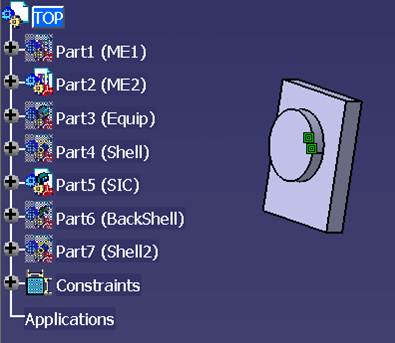 TOP
Part1 (ME1)
Part2 (ME2)
Part3 (Equip)
Part4 (Shell)
Part5 (SIC)
Part6 (BackShell)
Part7 (Shell2)
Constraints
Applications